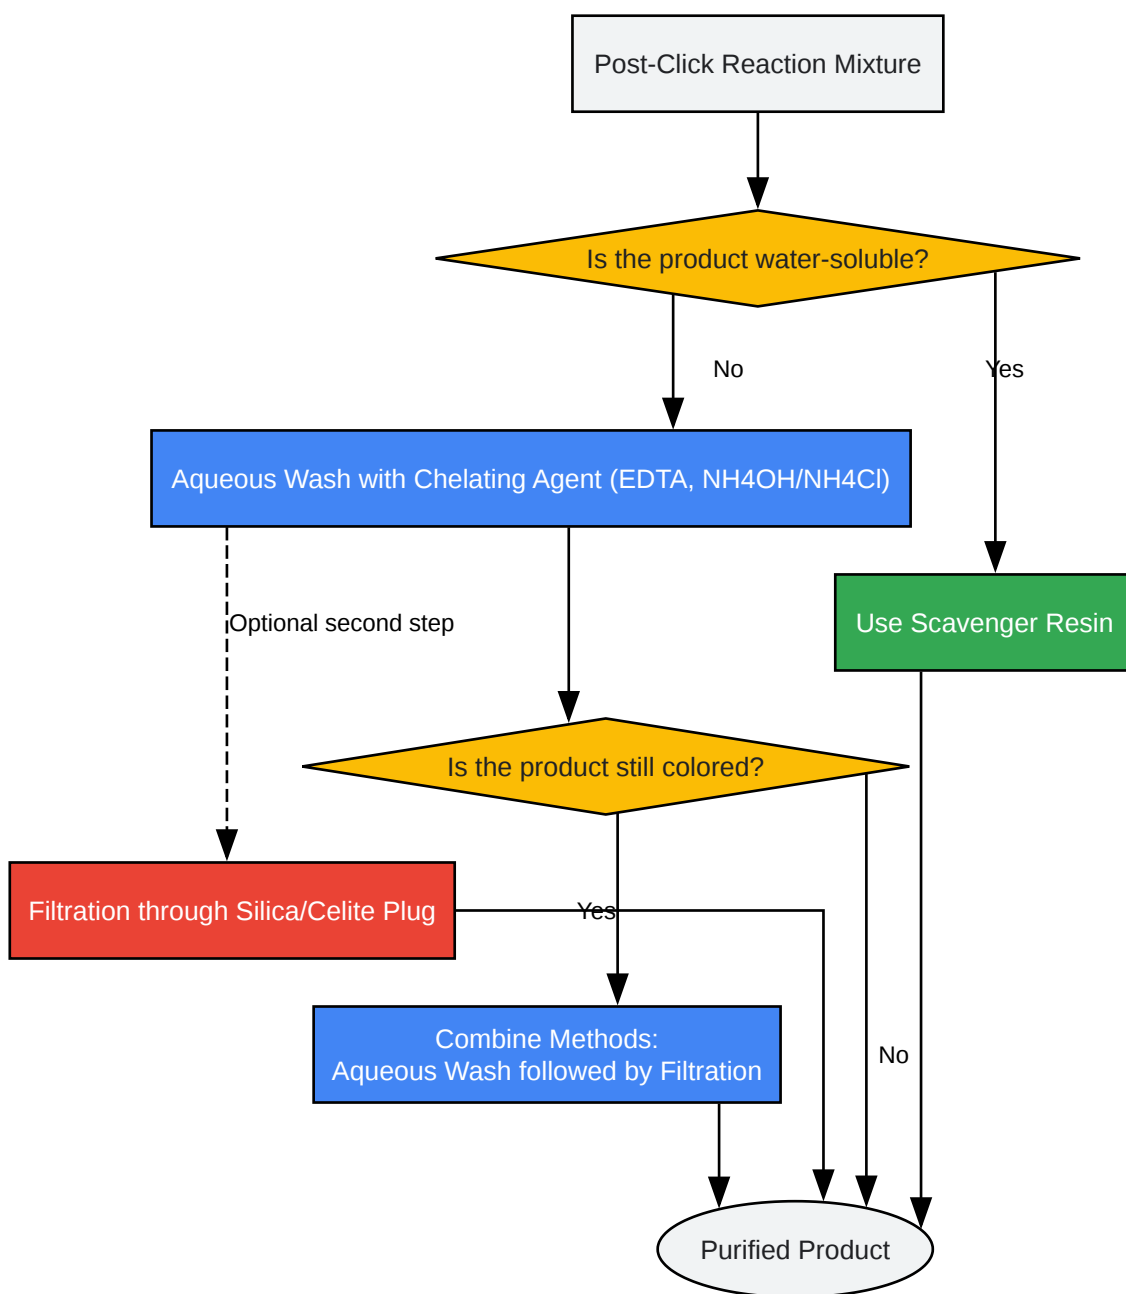 Post-Click Reaction Mixture
Is the product water-soluble?
No
Yes
Aqueous Wash with Chelating Agent (EDTA, NH4OH/NH4Cl)
Optional second step
Use Scavenger Resin
Is the product still colored?
Filtration through Silica/Celite Plug
Yes
Combine Methods:
Aqueous Wash followed by Filtration
No
Purified Product